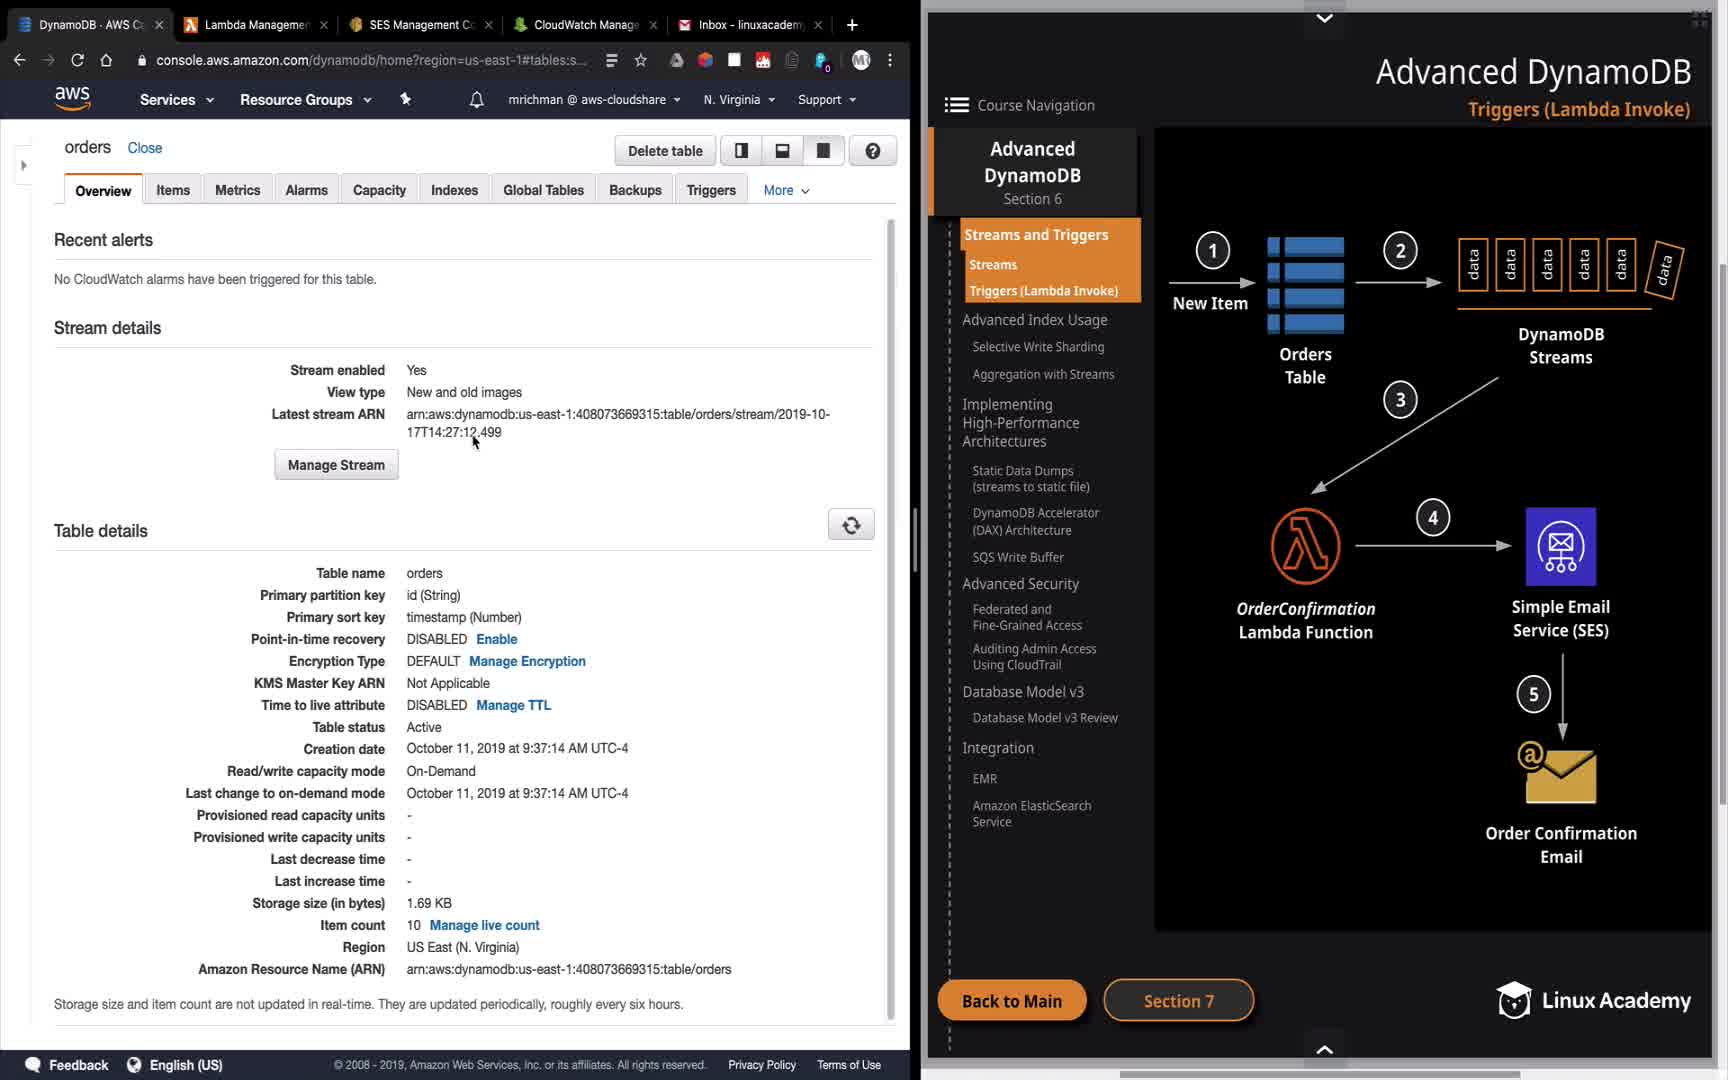 DynamoDB · AWS C
Lambda Managemen
SES Management Co
CloudWatch Manage
Inbox - linuxacadem
console.aws.amazon.com/dynamodb/home?region=us-east-1#tables:s...
0
aws
Services
Resource Groups
mrichman @ aws-cloudshare
N. Virginia
Support
orders
Close
Delete table
Overview
Items
Metrics
Alarms
Capacity
Indexes
Global Tables
Backups
Triggers
More
Recent alerts
No CloudWatch alarms have been triggered for this table.
Stream details
Stream enabled Yes
View type New and old images
Latest stream ARN arn:aws:dynamodb:us-east-1:408073669315:table/orders/stream/2019-10-
17T14:27:12.499
Manage Stream
Table details
Table name orders
Primary partition key id (String)
Primary sort key timestamp (Number)
Point-in-time recovery DISABLED Enable
Encryption Type DEFAULT Manage Encryption
KMS Master Key ARN Not Applicable
Time to live attribute DISABLED Manage TTL
Table status Active
Creation date October 11, 2019 at 9:37:14 AM UTC-4
Read/write capacity mode On-Demand
Last change to on-demand mode October 11, 2019 at 9:37:14 AM UTC-4
Provisioned read capacity units -
Provisioned write capacity units -
Last decrease time -
Last increase time -
Storage size (in bytes) 1.69 KB
Item count 10 Manage live count
Region US East (N. Virginia)
Amazon Resource Name (ARN) arn:aws:dynamodb:us-east-1:408073669315:table/orders
Storage size and item count are not updated in real-time. They are updated periodically, roughly every six hours.
Feedback
English (US)
© 2008 - 2019, Amazon Web Services, Inc. or its affiliates. All rights reserved.
Privacy Policy
Terms of Use
Advanced DynamoDB
Triggers (Lambda Invoke)
Course Navigation
Advanced
DynamoDB
Section 6
Streams and Triggers
Streams
Triggers (Lambda Invoke)
Advanced Index Usage
Selective Write Sharding
Aggregation with Streams
Implementing
High-Performance
Architectures
Static Data Dumps
(streams to static file)
DynamoDB Accelerator
(DAX) Architecture
SQS Write Buffer
Advanced Security
Federated and
Fine-Grained Access
Auditing Admin Access
Using CloudTrail
Database Model v3
Database Model v3 Review
Integration
EMR
Amazon ElasticSearch
Service
1
New Item
Orders
Table
2
data
data
data
data
data
data
DynamoDB
Streams
3
OrderConfirmation
Lambda Function
4
Simple Email
Service (SES)
5
@
Order Confirmation
Email
Back to Main
Section 7
Linux Academy